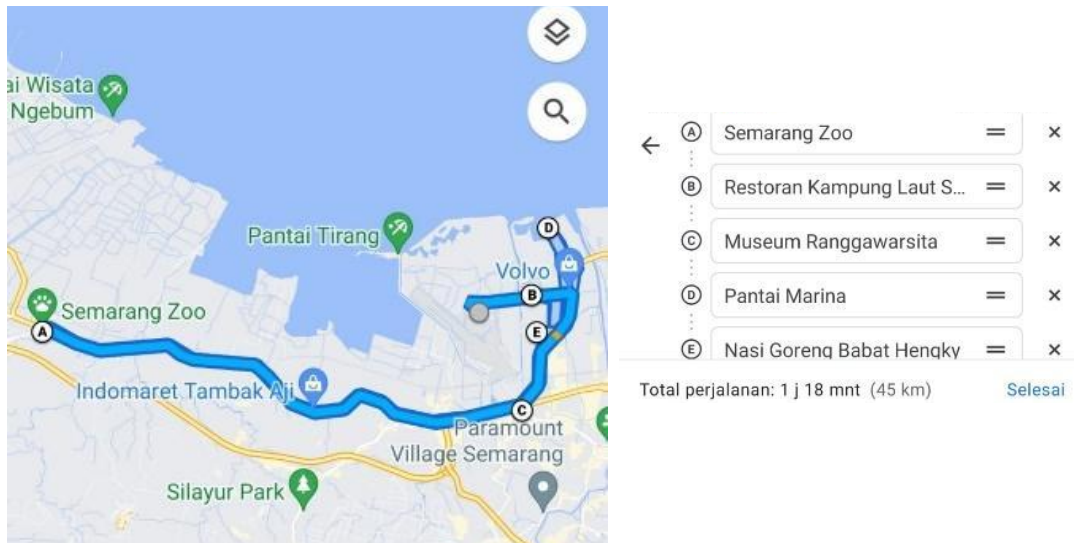 ai Wisata
Ngebum
Pantai Tirang
Volvo
D
B
E
Semarang Zoo
A
Indomaret Tambak Aji
C
Paramount
Village Semarang
Silayur Park
A Semarang Zoo
B Restoran Kampung Laut S...
C Museum Ranggawarsita
D Pantai Marina
E Nasi Goreng Babat Hengky
Total perjalanan: 1 j 18 mnt (45 km) Selesai